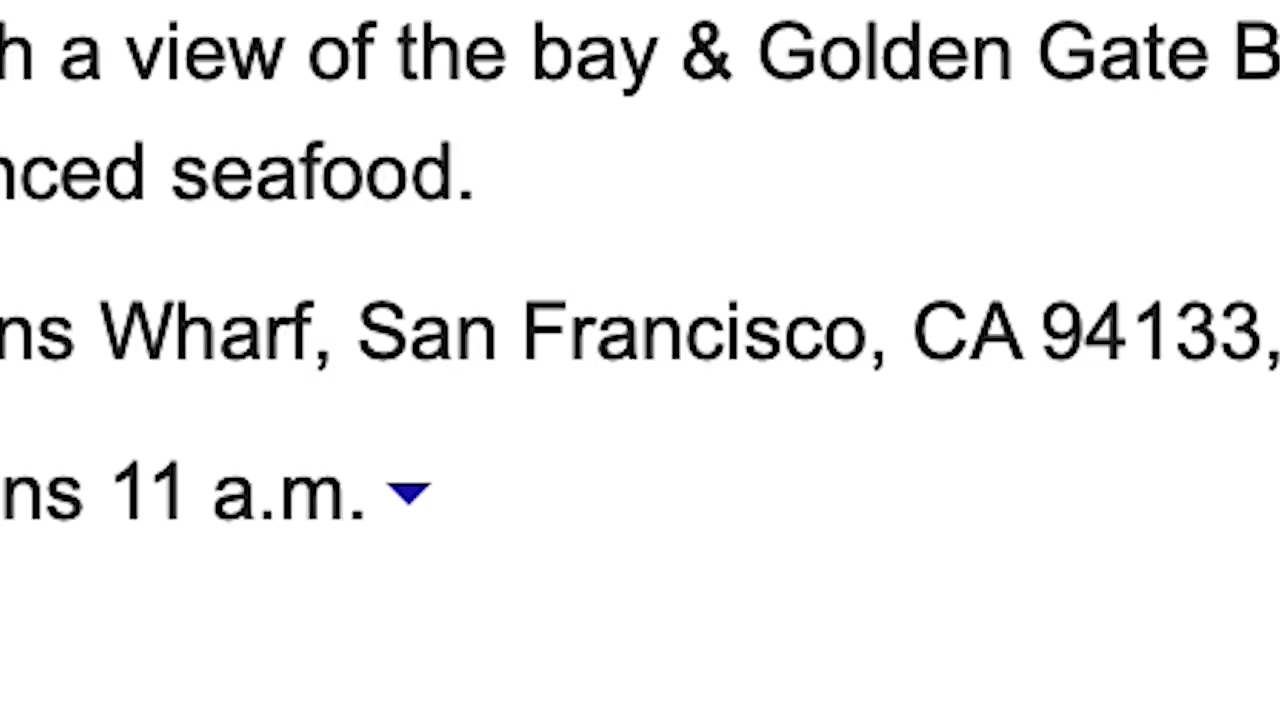 h a view of the bay & Golden Gate B
nced seafood.
ns Wharf, San Francisco, CA 94133,
ns 11 a.m.